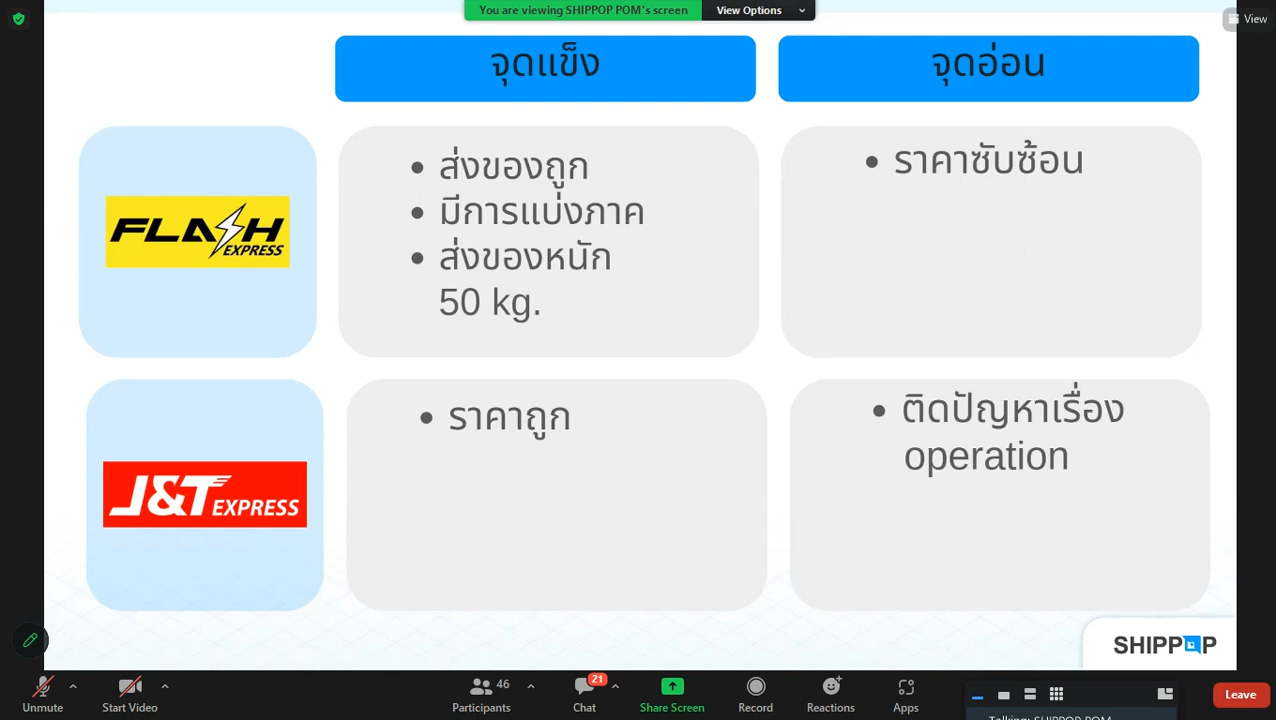 You are viewing SHIPPOP POM's screen
View Options
View
จุดแข็ง
จุดอ่อน
FLASH
EXPRESS
ส่งของถูก
มีการแบ่งภาค
ส่งของหนัก
50 kg.
ราคาซับซ้อน
J&T EXPRESS
ราคาถูก
ติดปัญหาเรื่อง
operation
SHIPPOP
Unmute
Start Video
46
Participants
21
Chat
Share Screen
Record
Reactions
Apps
Talking: SHIPPOP POM
Leave